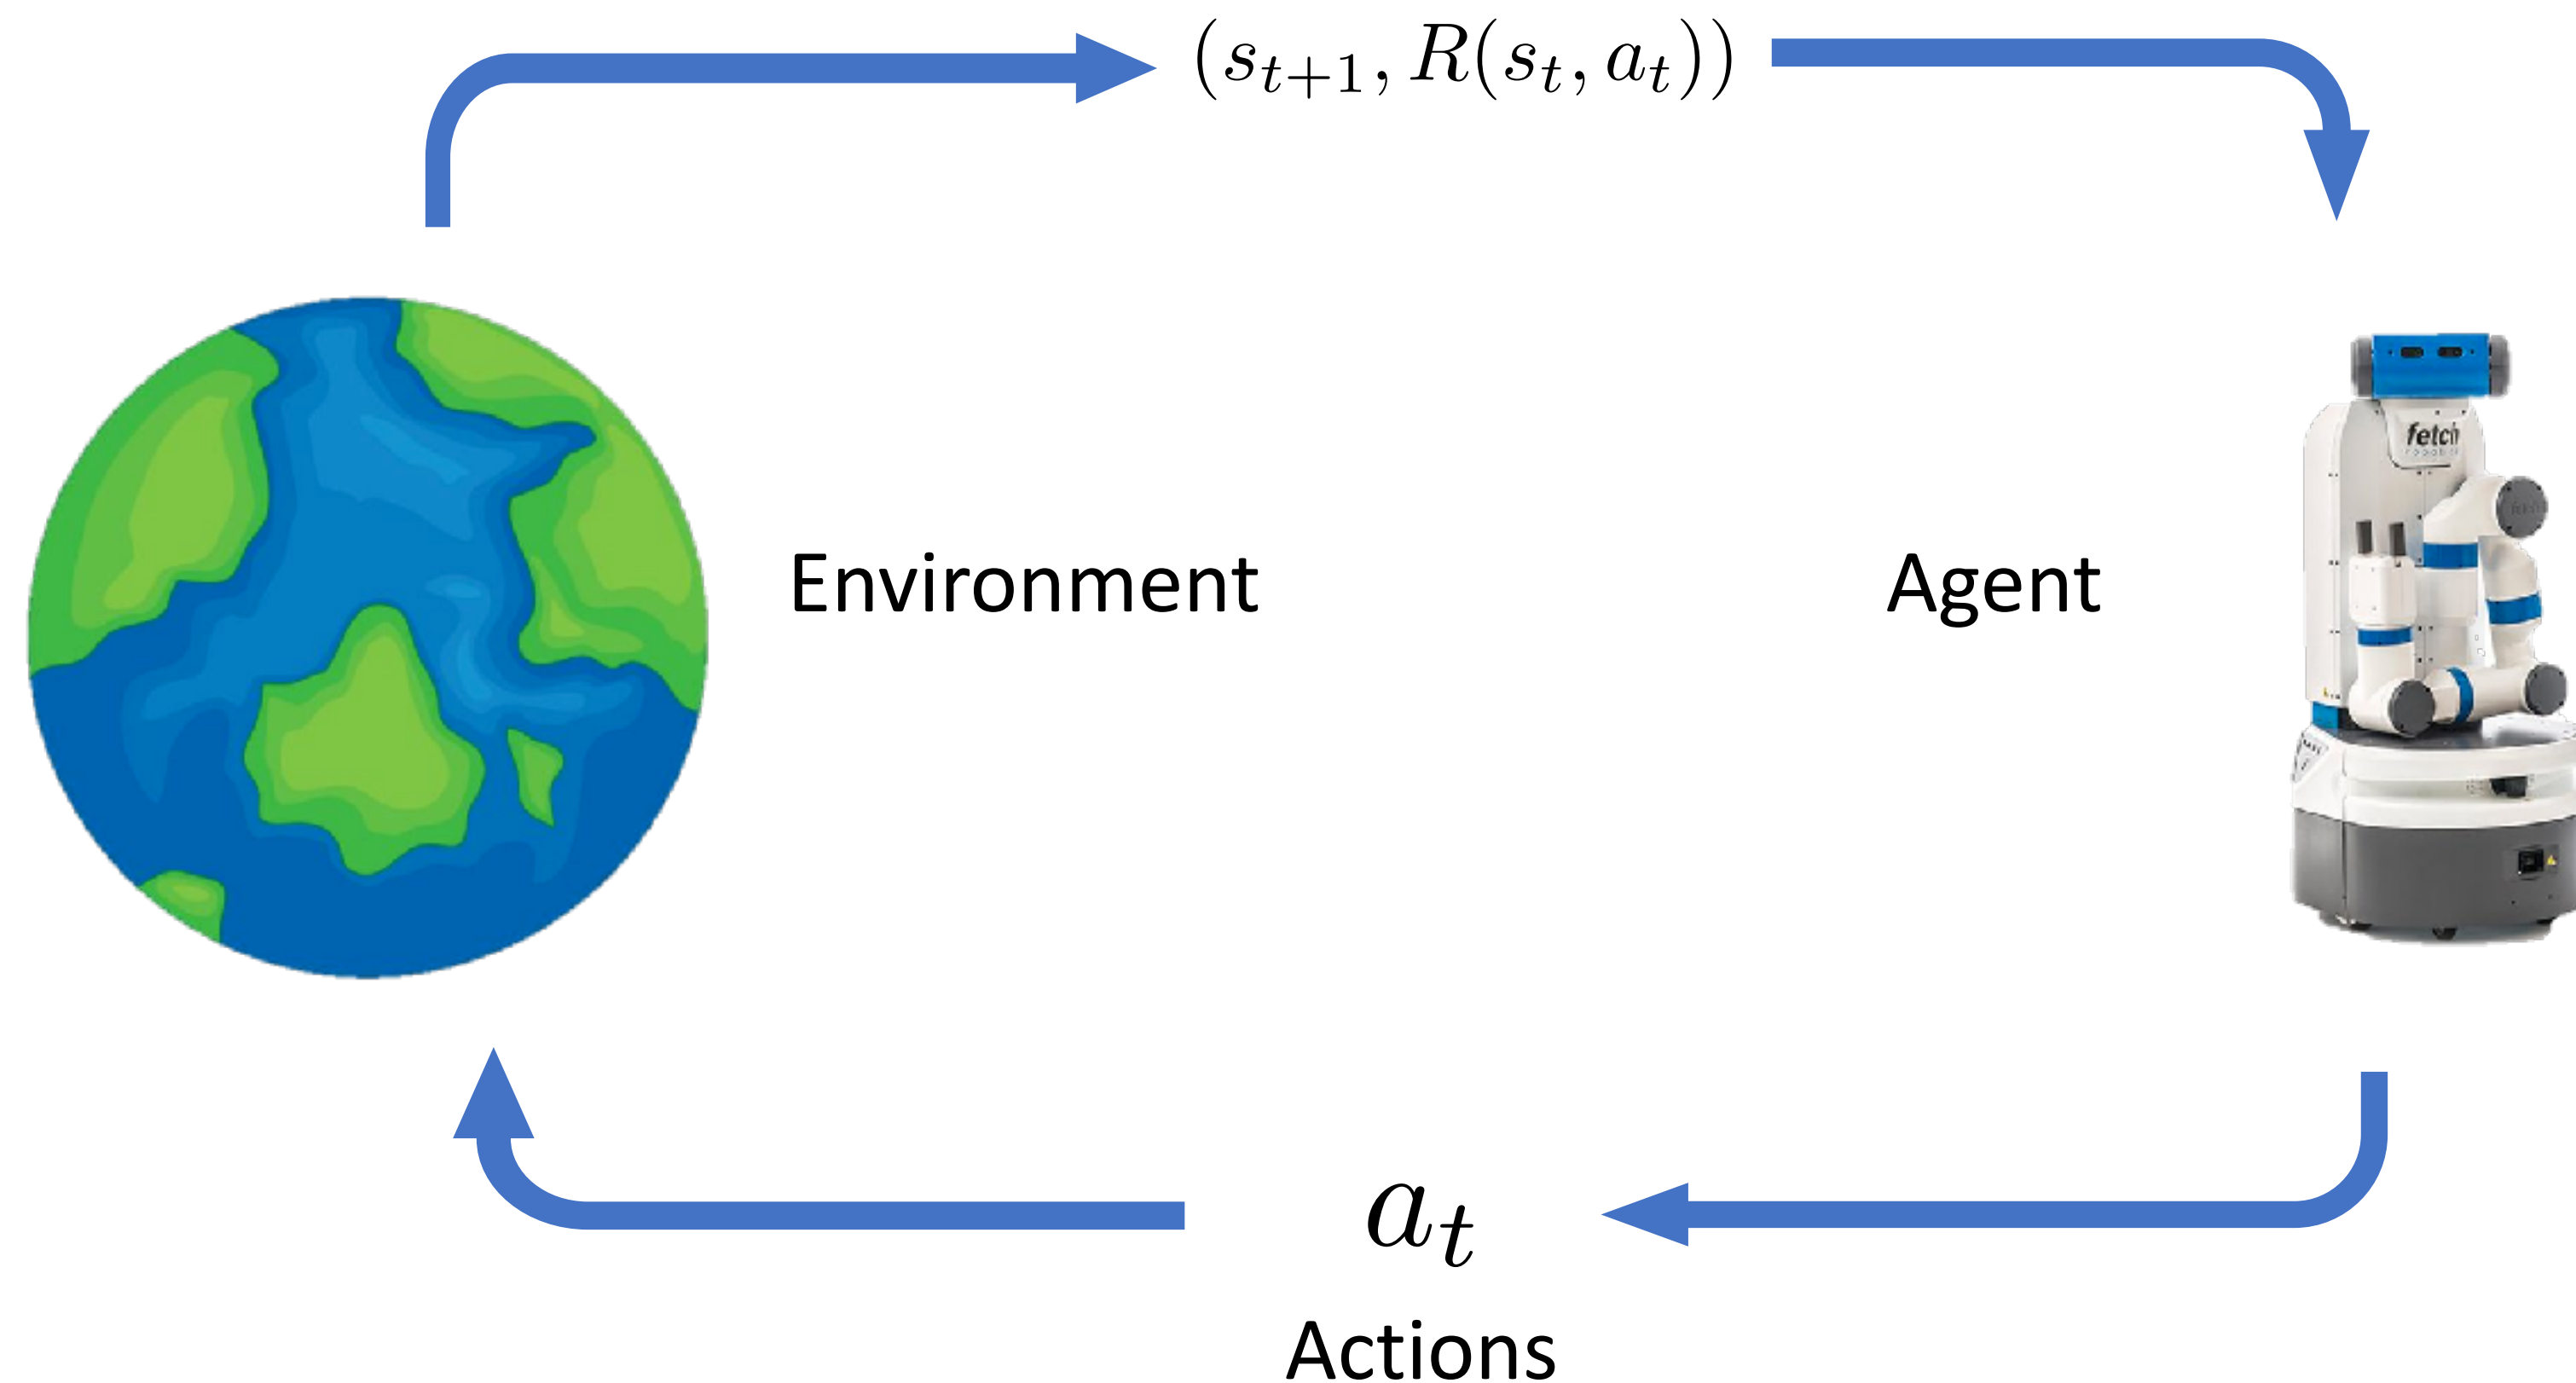 (s_{t+1}, R(s_t, a_t))
fetch
Environment
Agent
a_t
Actions